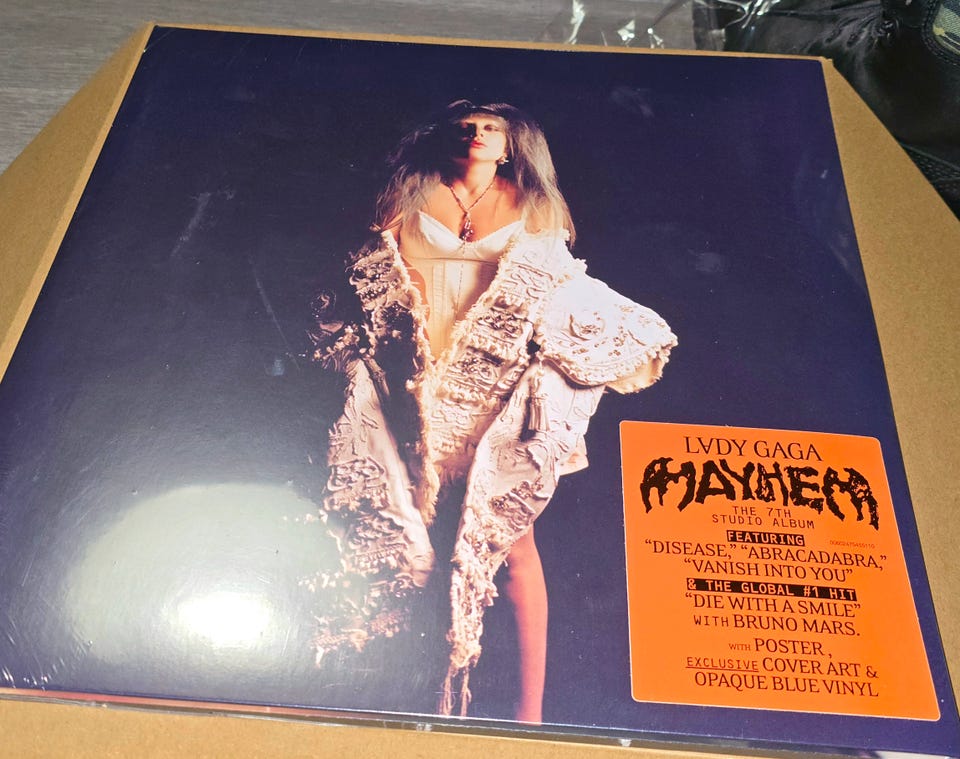 LVDY GAGA
MAYHEM
THE 7TH
STUDIO ALBUM
FEATURING
“DISEASE,” “ABRACADABRA,”
“VANISH INTO YOU”
& THE GLOBAL #1 HIT
“DIE WITH A SMILE”
WITH BRUNO MARS.
WITH POSTER,
EXCLUSIVE COVER ART &
OPAQUE BLUE VINYL